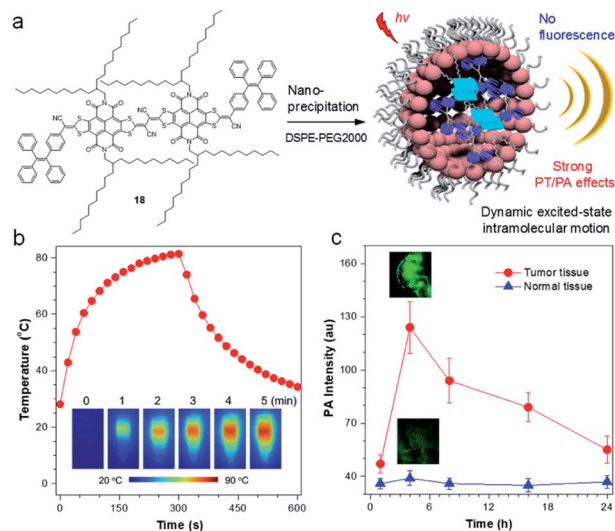 a
hv
No
fluorescence
NC
CN
O
N
O
O
N
O
S
S
CN
NC
S
S
S
S
CN
NC
S
S
O
N
O
O
N
O
18
Nano-
precipitation
DSPE-PEG2000
Strong
PT/PA effects
Dynamic excited-state
intramolecular motion
b
Temperature (°C)
80
60
40
20
0
0 1 2 3 4 5 (min)
20 °C 90 °C
0 150 300 450 600
Time (s)
c
PA Intensity (au)
160
130
100
70
40
Tumor tissue
Normal tissue
0 6 12 18 24
Time (h)